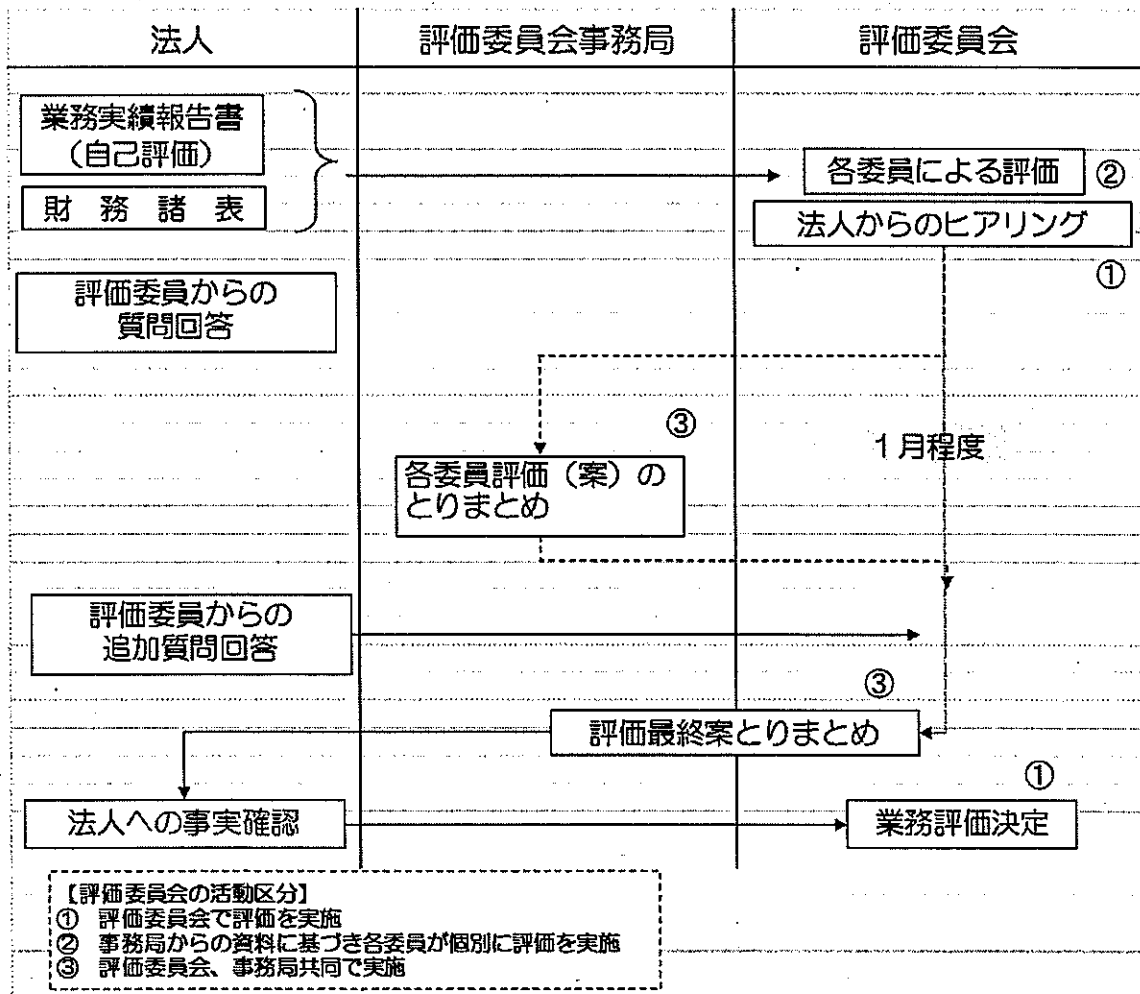 法人
評価委員会事務局
評価委員会
業務実績報告書
（自己評価）
財 務 諸 表
各委員による評価
②
法人からのヒアリング
①
評価委員からの
質問回答
③
１月程度
各委員評価（案）の
とりまとめ
評価委員からの
追加質問回答
③
評価最終案とりまとめ
①
法人への事実確認
業務評価決定
【評価委員会の活動区分】
① 評価委員会で評価を実施
② 事務局からの資料に基づき各委員が個別に評価を実施
③ 評価委員会、事務局共同で実施